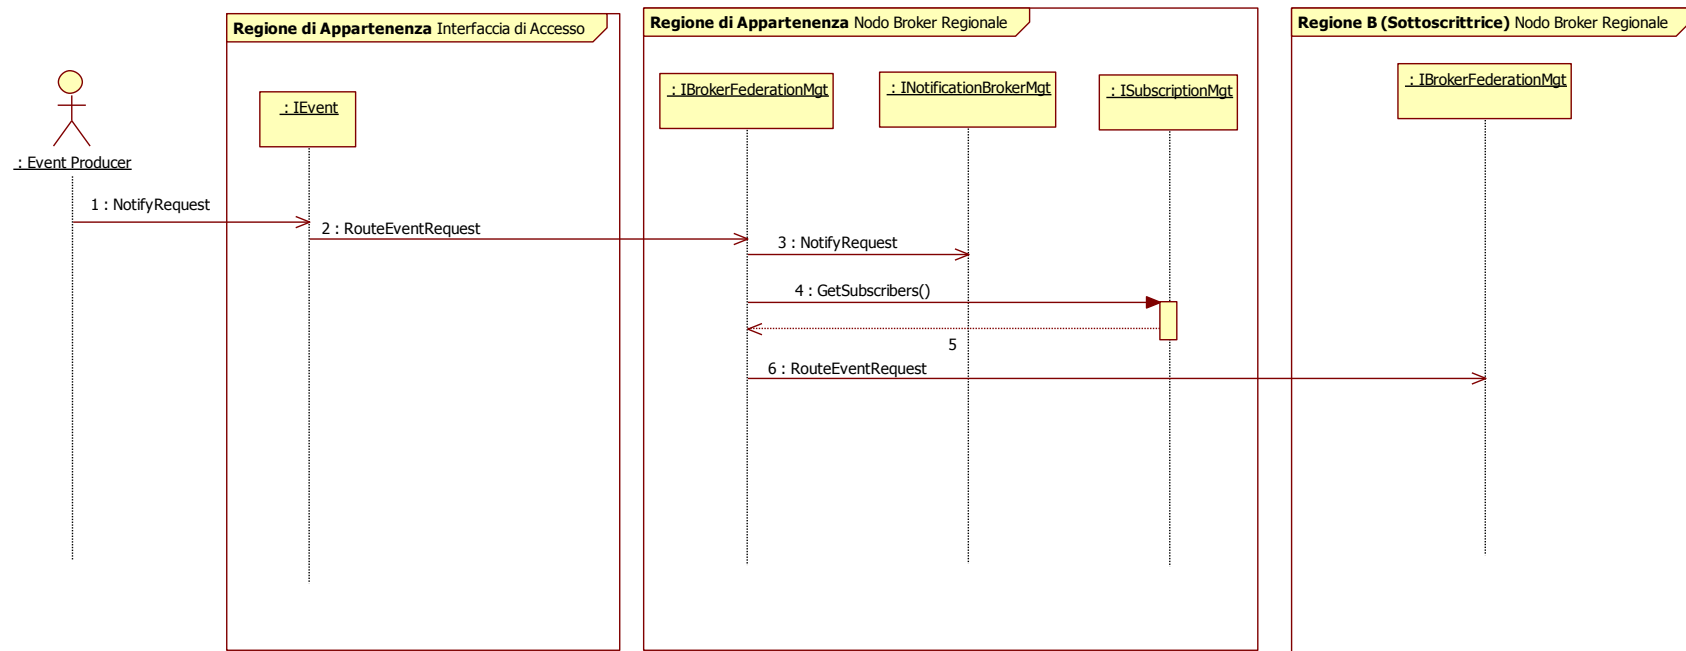 Regione di Appartenenza Interfaccia di Accesso
Regione di Appartenenza Nodo Broker Regionale
Regione B (Sottoscrittrice) Nodo Broker Regionale
: Event Producer
: IEvent
: IBrokerFederationMgt
: INotificationBrokerMgt
: ISubscriptionMgt
: IBrokerFederationMgt
1 : NotifyRequest
2 : RouteEventRequest
3 : NotifyRequest
4 : GetSubscribers()
5
6 : RouteEventRequest